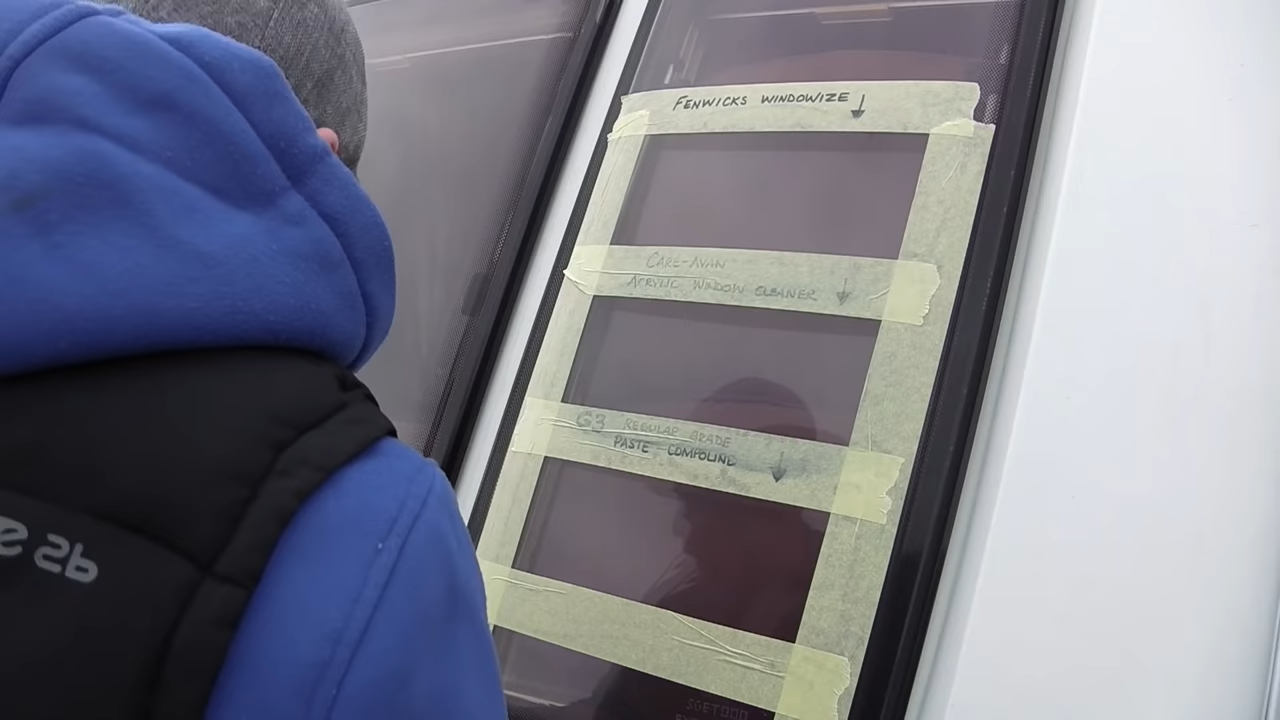 FENWICKS WINDOWIZE ↓
CARE-AVAN
ACRYLIC WINDOW CLEANER ↓
G3 REGULAR GRADE
PASTE COMPOUND ↓